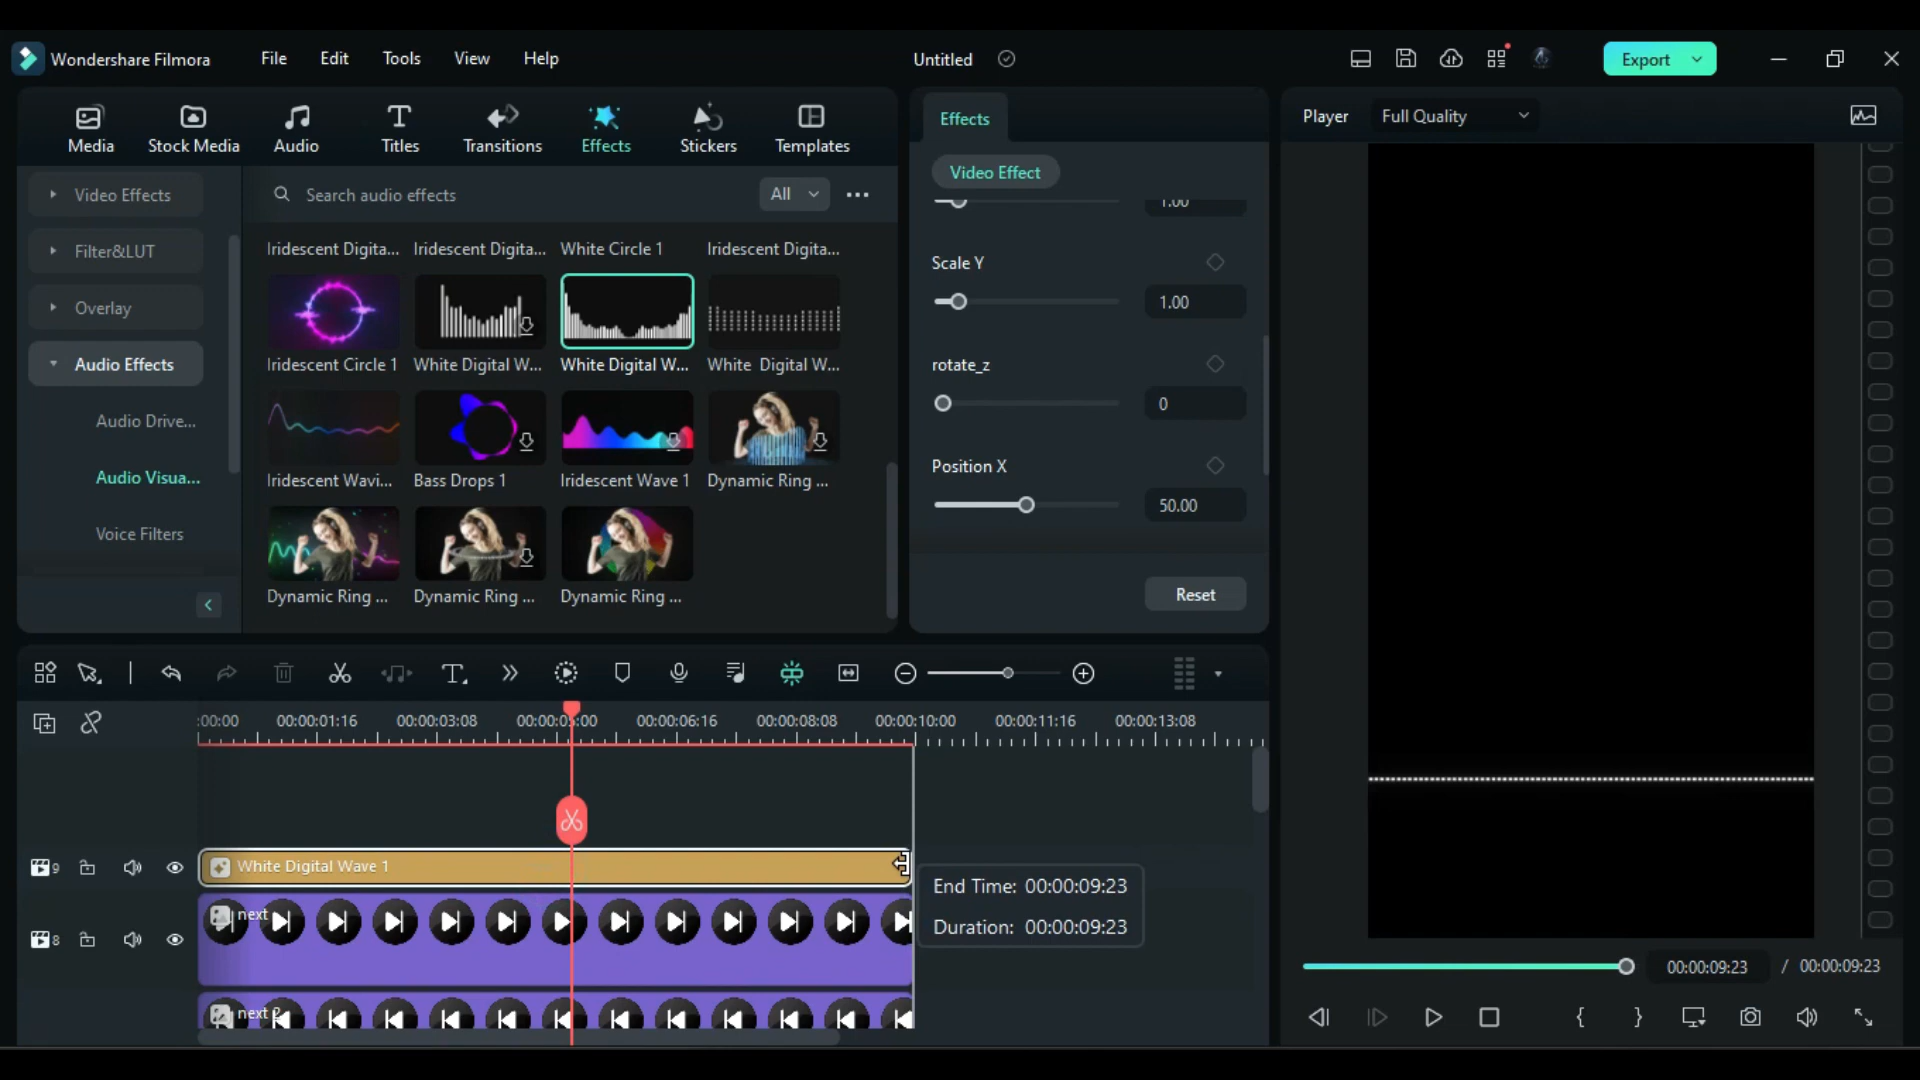 Wondershare Filmora File Edit Tools View Help Untitled Export
Media Stock Media Audio Titles Transitions Effects Stickers Templates
Effects
Player Full Quality
Video Effects
Filter&LUT
Overlay
Audio Effects
Audio Drive...
Audio Visua...
Voice Filters
Search audio effects All
Iridescent Digita... Iridescent Digita... White Circle 1 Iridescent Digita...
Iridescent Circle 1 White Digital W... White Digital W... White Digital W...
Iridescent Wavi... Bass Drops 1 Iridescent Wave 1 Dynamic Ring ...
Dynamic Ring ... Dynamic Ring ... Dynamic Ring ...
Video Effect
1.00
Scale Y
1.00
rotate_z
0
Position X
50.00
Reset
:00:00 00:00:01:16 00:00:03:08 00:00:05:00 00:00:06:16 00:00:08:08 00:00:10:00 00:00:11:16 00:00:13:08
9 White Digital Wave 1
End Time: 00:00:09:23
Duration: 00:00:09:23
8 next
next 2
00:00:09:23 / 00:00:09:23